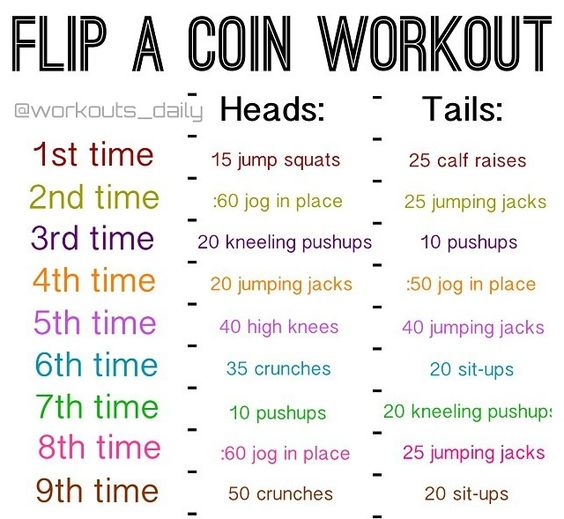 FLIP A COIN WORKOUT
@workouts_daily Heads: Tails:
1st time 15 jump squats 25 calf raises
2nd time :60 jog in place 25 jumping jacks
3rd time 20 kneeling pushups 10 pushups
4th time 20 jumping jacks :50 jog in place
5th time 40 high knees 40 jumping jacks
6th time 35 crunches 20 sit-ups
7th time 10 pushups 20 kneeling pushups
8th time :60 jog in place 25 jumping jacks
9th time 50 crunches 20 sit-ups